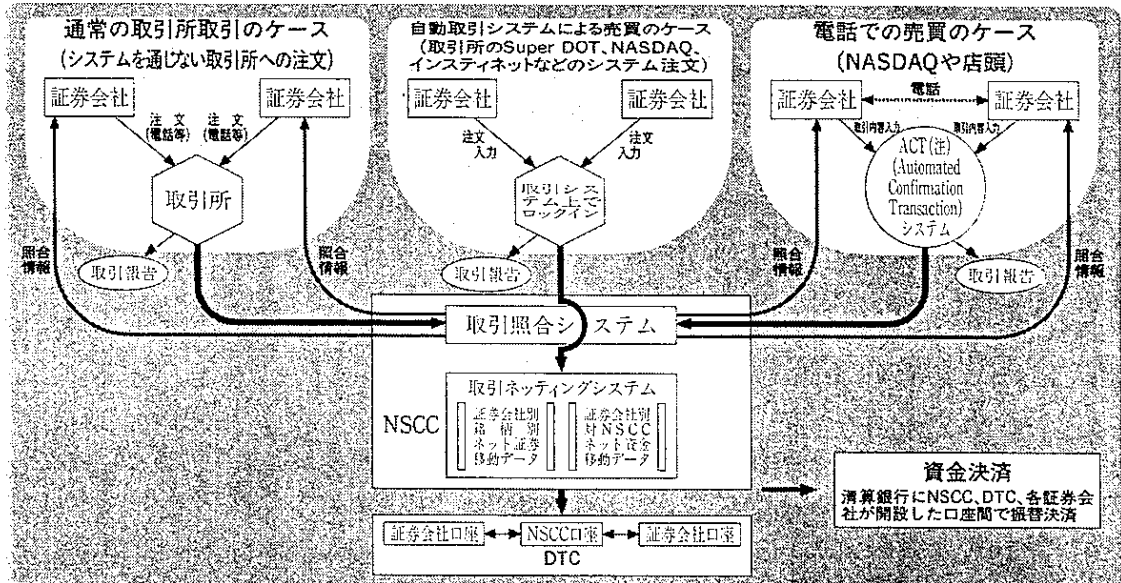 通常の取引所取引のケース
(システムを通じない取引所への注文)
証券会社
証券会社
注文
(電話等)
注文
(電話等)
取引所
取引報告
照合
情報
照合
情報
自動取引システムによる売買のケース
(取引所のSuper DOT、NASDAQ、
インスティネットなどのシステム注文)
証券会社
証券会社
注文
入力
注文
入力
取引シス
テム上で
ロックイン
取引報告
電話での売買のケース
(NASDAQや店頭)
証券会社
電話
証券会社
取引内容入力
取引内容入力
ACT(注)
(Automated
Confirmation
Transaction)
システム
取引報告
照合
情報
照合
情報
取引照合システム
NSCC
取引ネッティングシステム
証券会社別
銘柄別
ネット証券
移動データ
証券会社別
対NSCC
ネット資金
移動データ
証券会社口座
NSCC口座
証券会社口座
DTC
資金決済
清算銀行にNSCC、DTC、各証券会
社が開設した口座間で振替決済